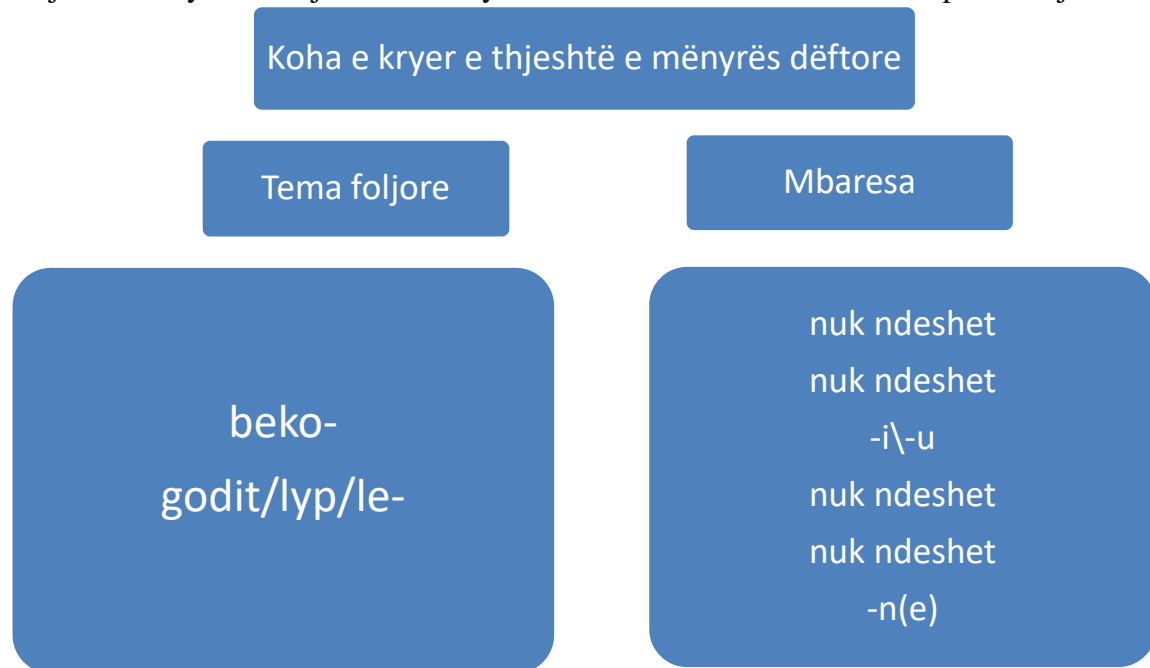 Koha e kryer e thjeshtë e mënyrës dëftore
Tema foljore
Mbaresa
beko-
godit/lyp/le-
nuk ndeshet
nuk ndeshet
-i\-u
nuk ndeshet
nuk ndeshet
-n(e)